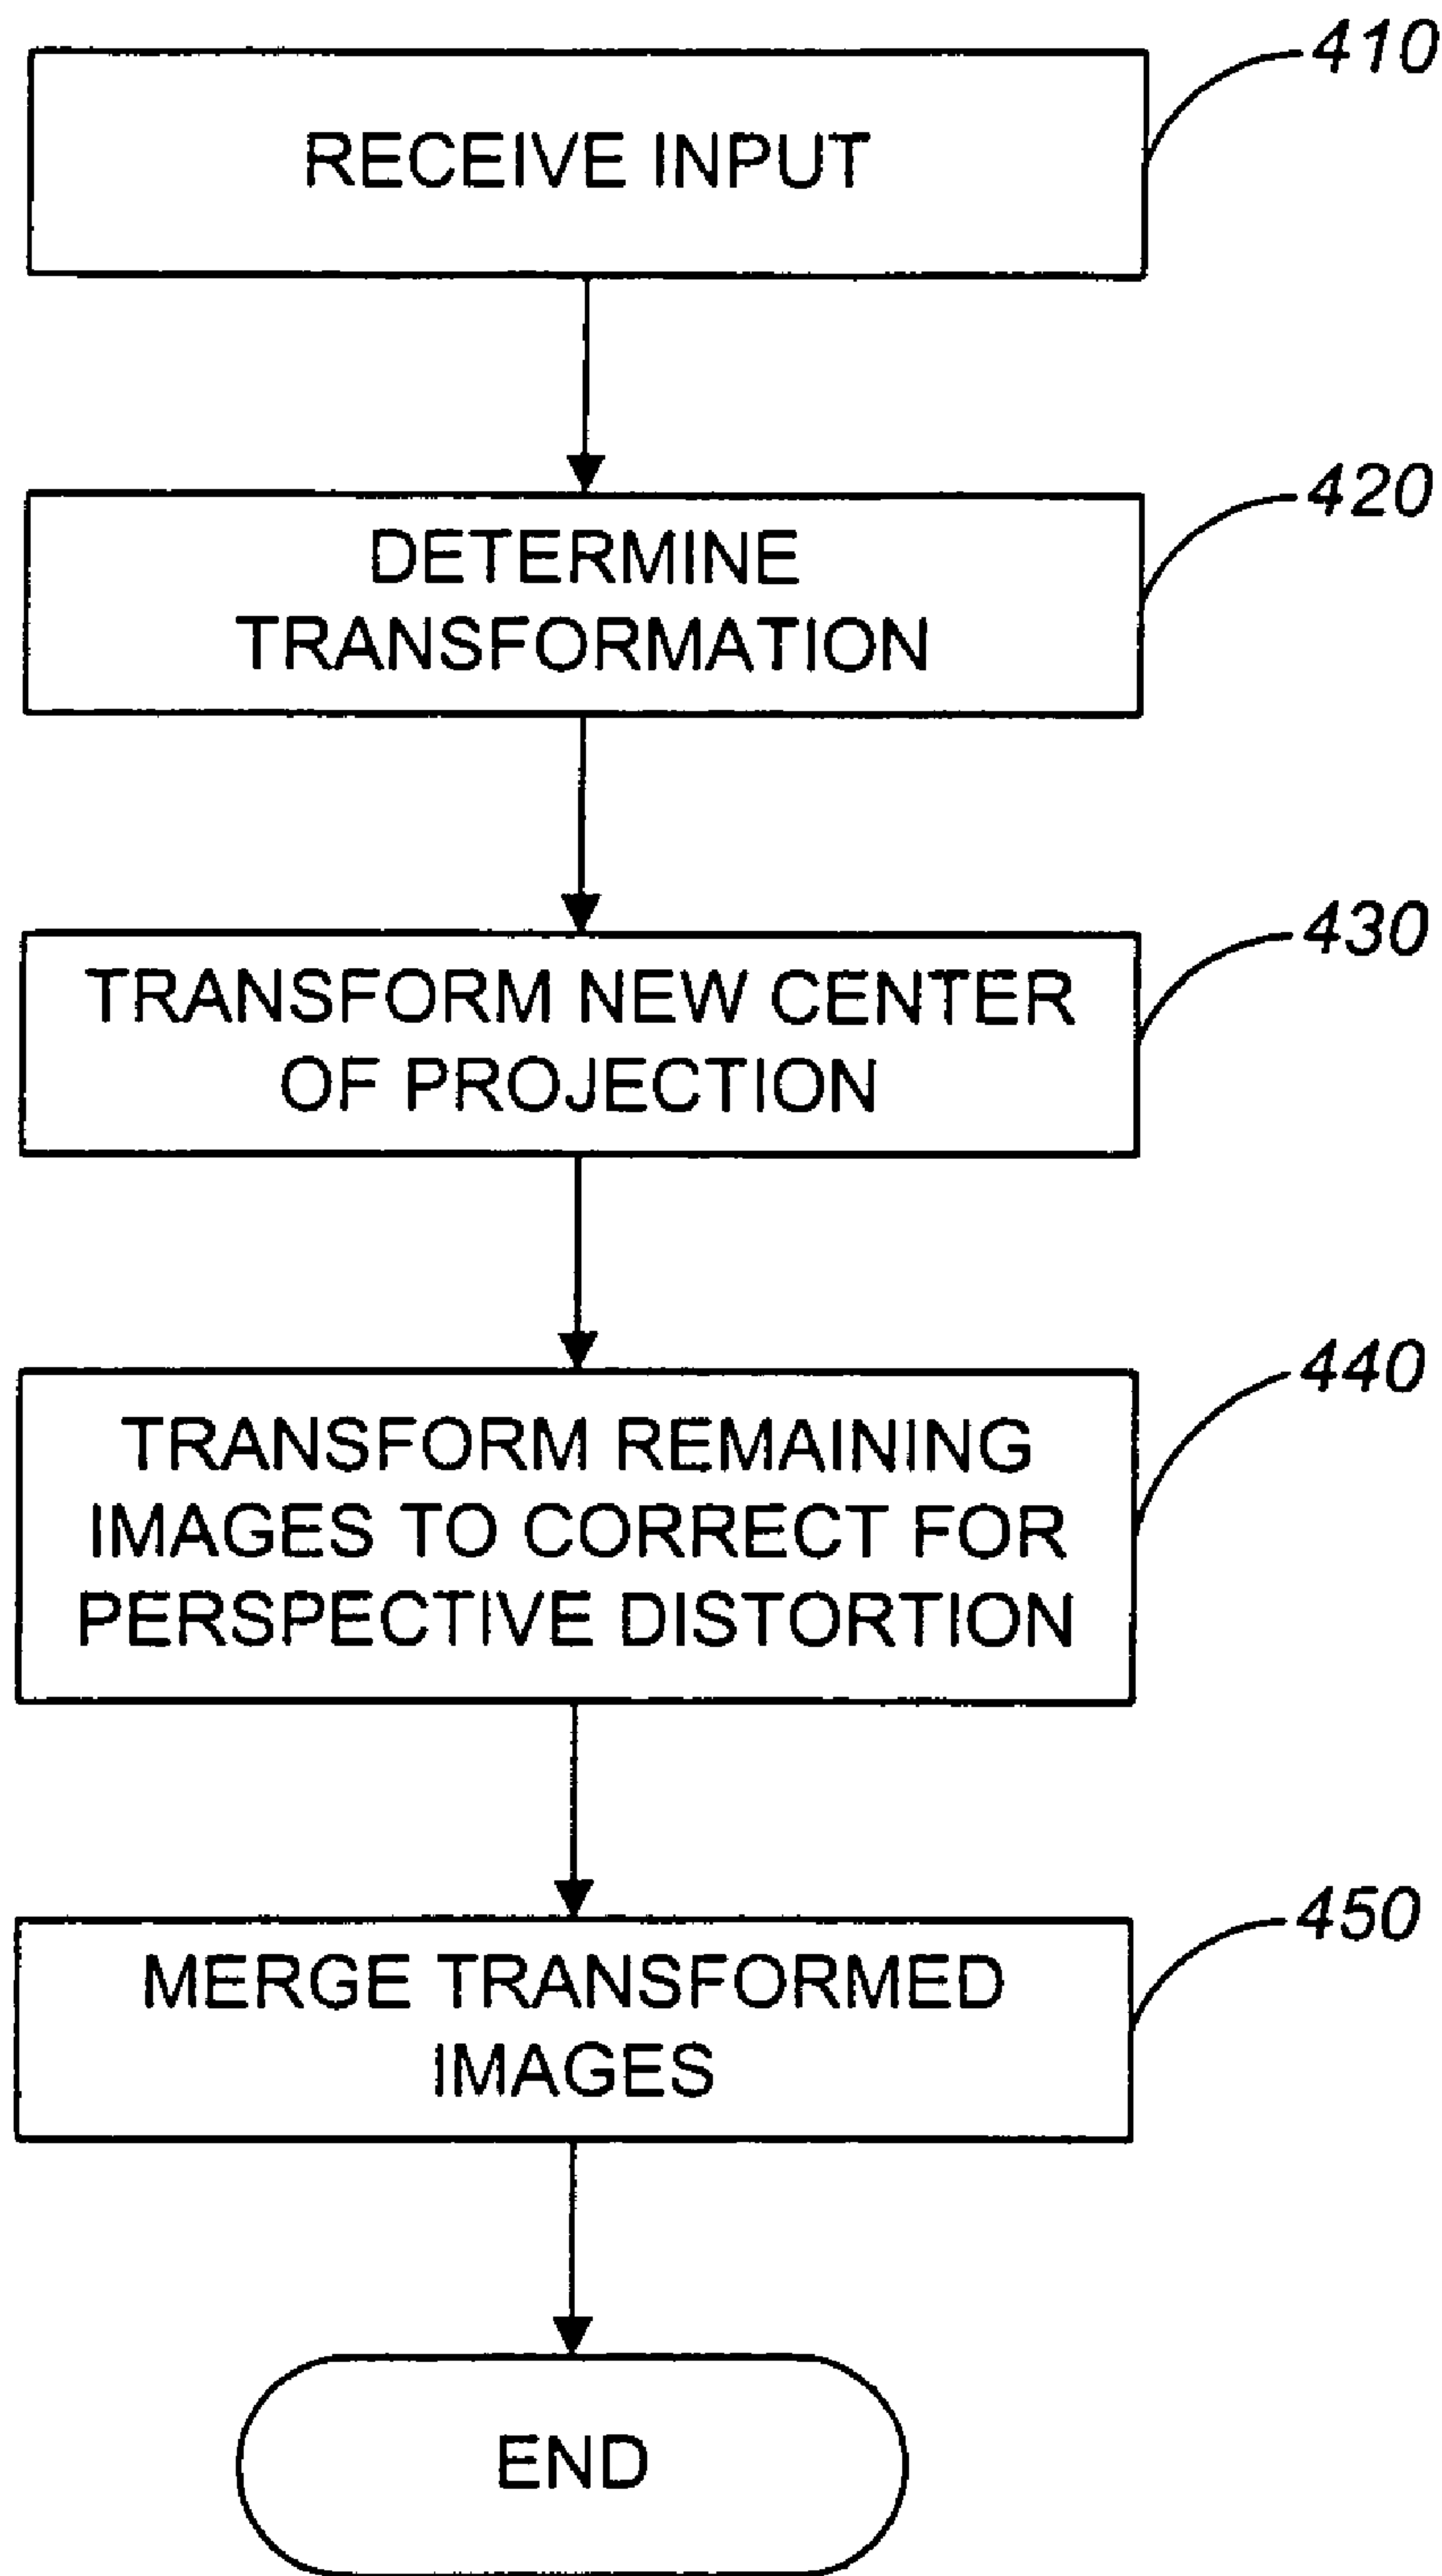 410
RECEIVE INPUT
420
DETERMINE
TRANSFORMATION
430
TRANSFORM NEW CENTER
OF PROJECTION
440
TRANSFORM REMAINING
IMAGES TO CORRECT FOR
PERSPECTIVE DISTORTION
450
MERGE TRANSFORMED
IMAGES
END